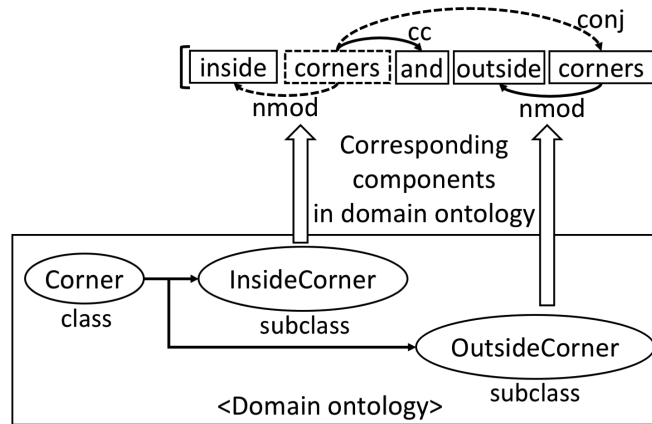 cc conj
inside corners and outside corners
nmod nmod
Corresponding
components
in domain ontology
Corner InsideCorner
class subclass
OutsideCorner
subclass
<Domain ontology>